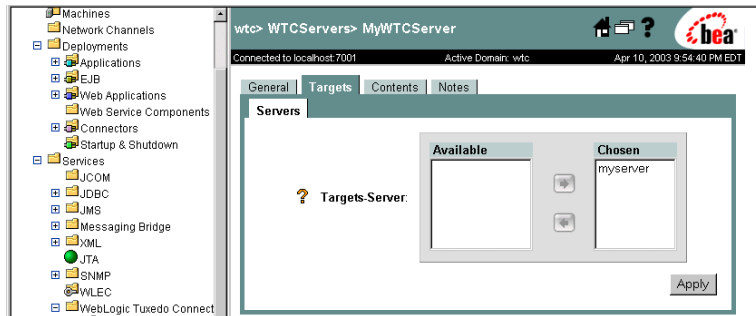 Machines
Network Channels
Deployments
Applications
EJB
Web Applications
Web Service Components
Connectors
Startup & Shutdown
Services
JCOM
JDBC
JMS
Messaging Bridge
XML
JTA
SNMP
WLEC
WebLogic Tuxedo Connect
wtc> WTCServers> MyWTCServer
?
bea
Connected to localhost:7001 Active Domain: wtc Apr 10, 2003 9:54:40 PM EDT
General Targets Contents Notes
Servers
Available Chosen
myserver
? Targets-Server:
Apply